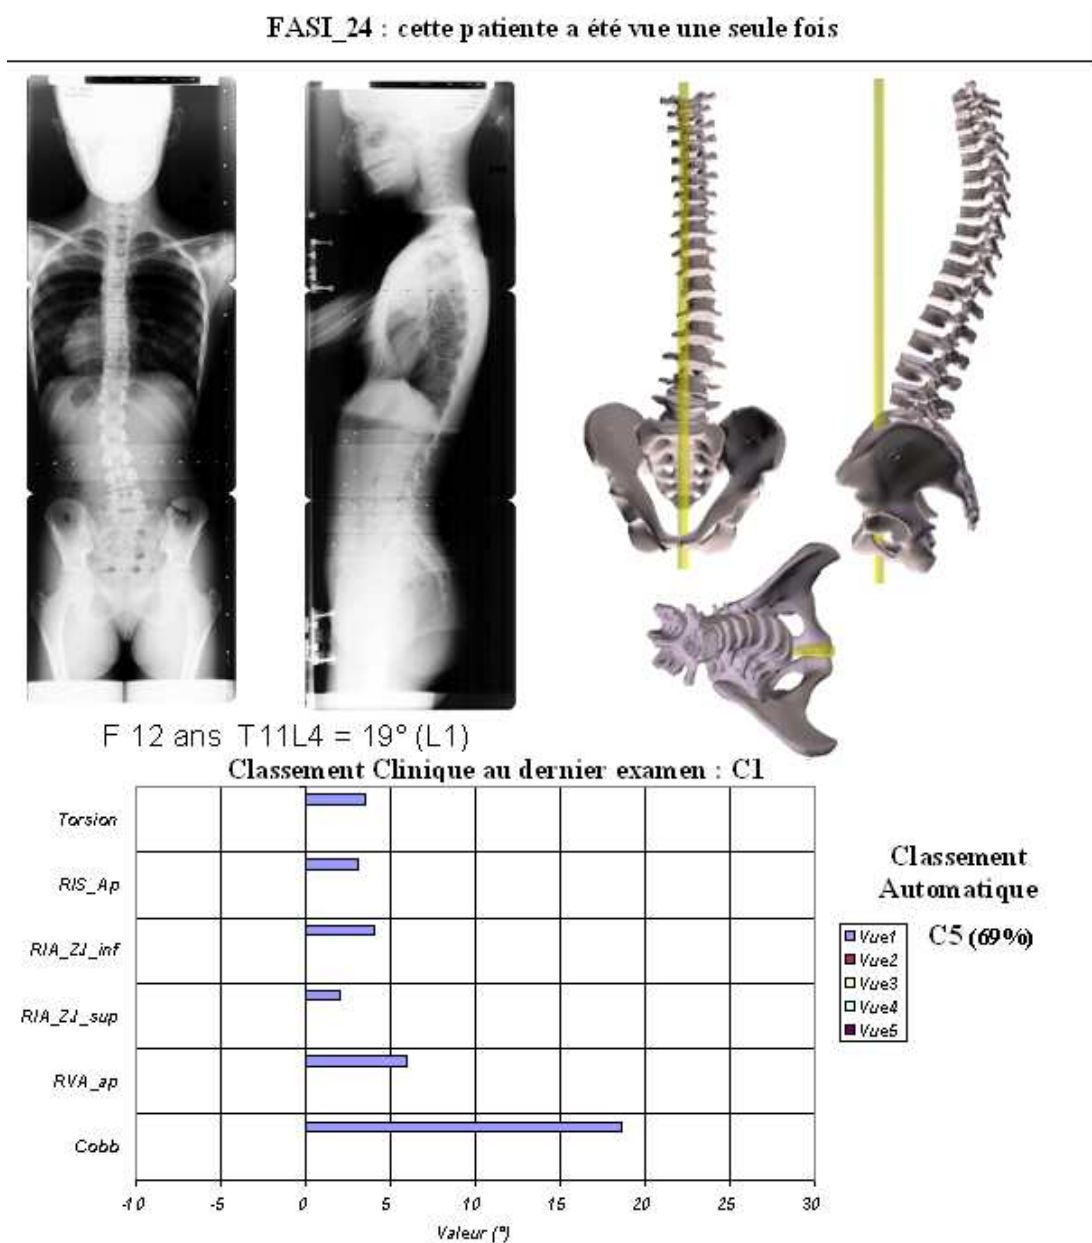 FASI_24 : cette patiente a été vue une seule fois
F 12 ans T11L4 = 19° (L1)
Classement Clinique au dernier examen : C1
Torsion
RIS_Ap
RIA_ZJ_inf
RIA_ZJ_sup
RVA_ap
Cobb
-10 -5 0 5 10 15 20 25 30
Valeur (°)
Classement
Automatique
C5 (69%)
Vue1
Vue2
Vue3
Vue4
Vue5